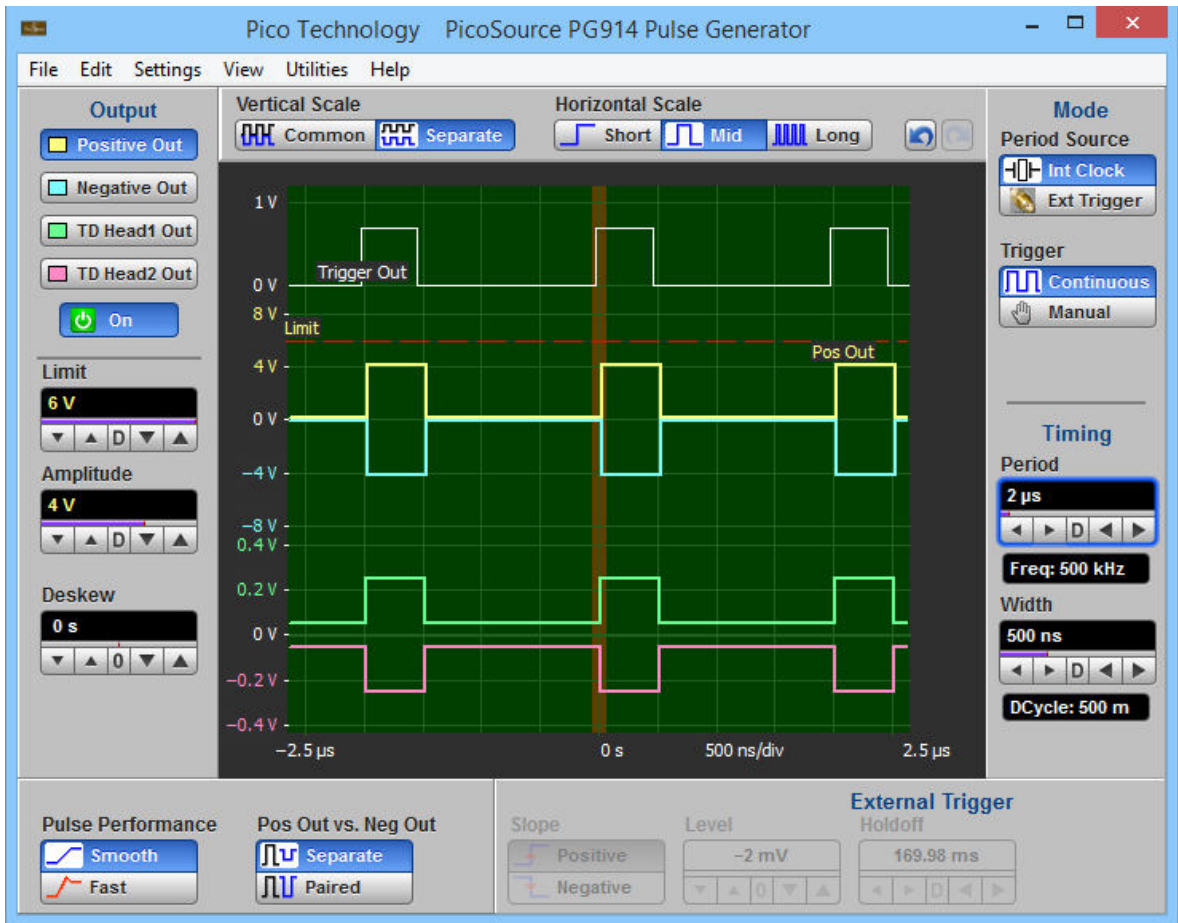 Pico Technology PicoSource PG914 Pulse Generator
File Edit Settings View Utilities Help
Output
Positive Out
Negative Out
TD Head1 Out
TD Head2 Out
On
Limit
6 V
D
Amplitude
4 V
D
Deskew
0 s
0
Vertical Scale
Common
Separate
Horizontal Scale
Short
Mid
Long
1 V
Trigger Out
0 V
8 V
Limit
Pos Out
4 V
0 V
−4 V
−8 V
0.4 V
0.2 V
0 V
−0.2 V
−0.4 V
−2.5 µs
0 s
500 ns/div
2.5 µs
Mode
Period Source
Int Clock
Ext Trigger
Trigger
Continuous
Manual
Timing
Period
2 µs
D
Freq: 500 kHz
Width
500 ns
D
DCycle: 500 m
Pulse Performance
Smooth
Fast
Pos Out vs. Neg Out
Separate
Paired
External Trigger
Slope
Positive
Negative
Level
−2 mV
0
Holdoff
169.98 ms
D